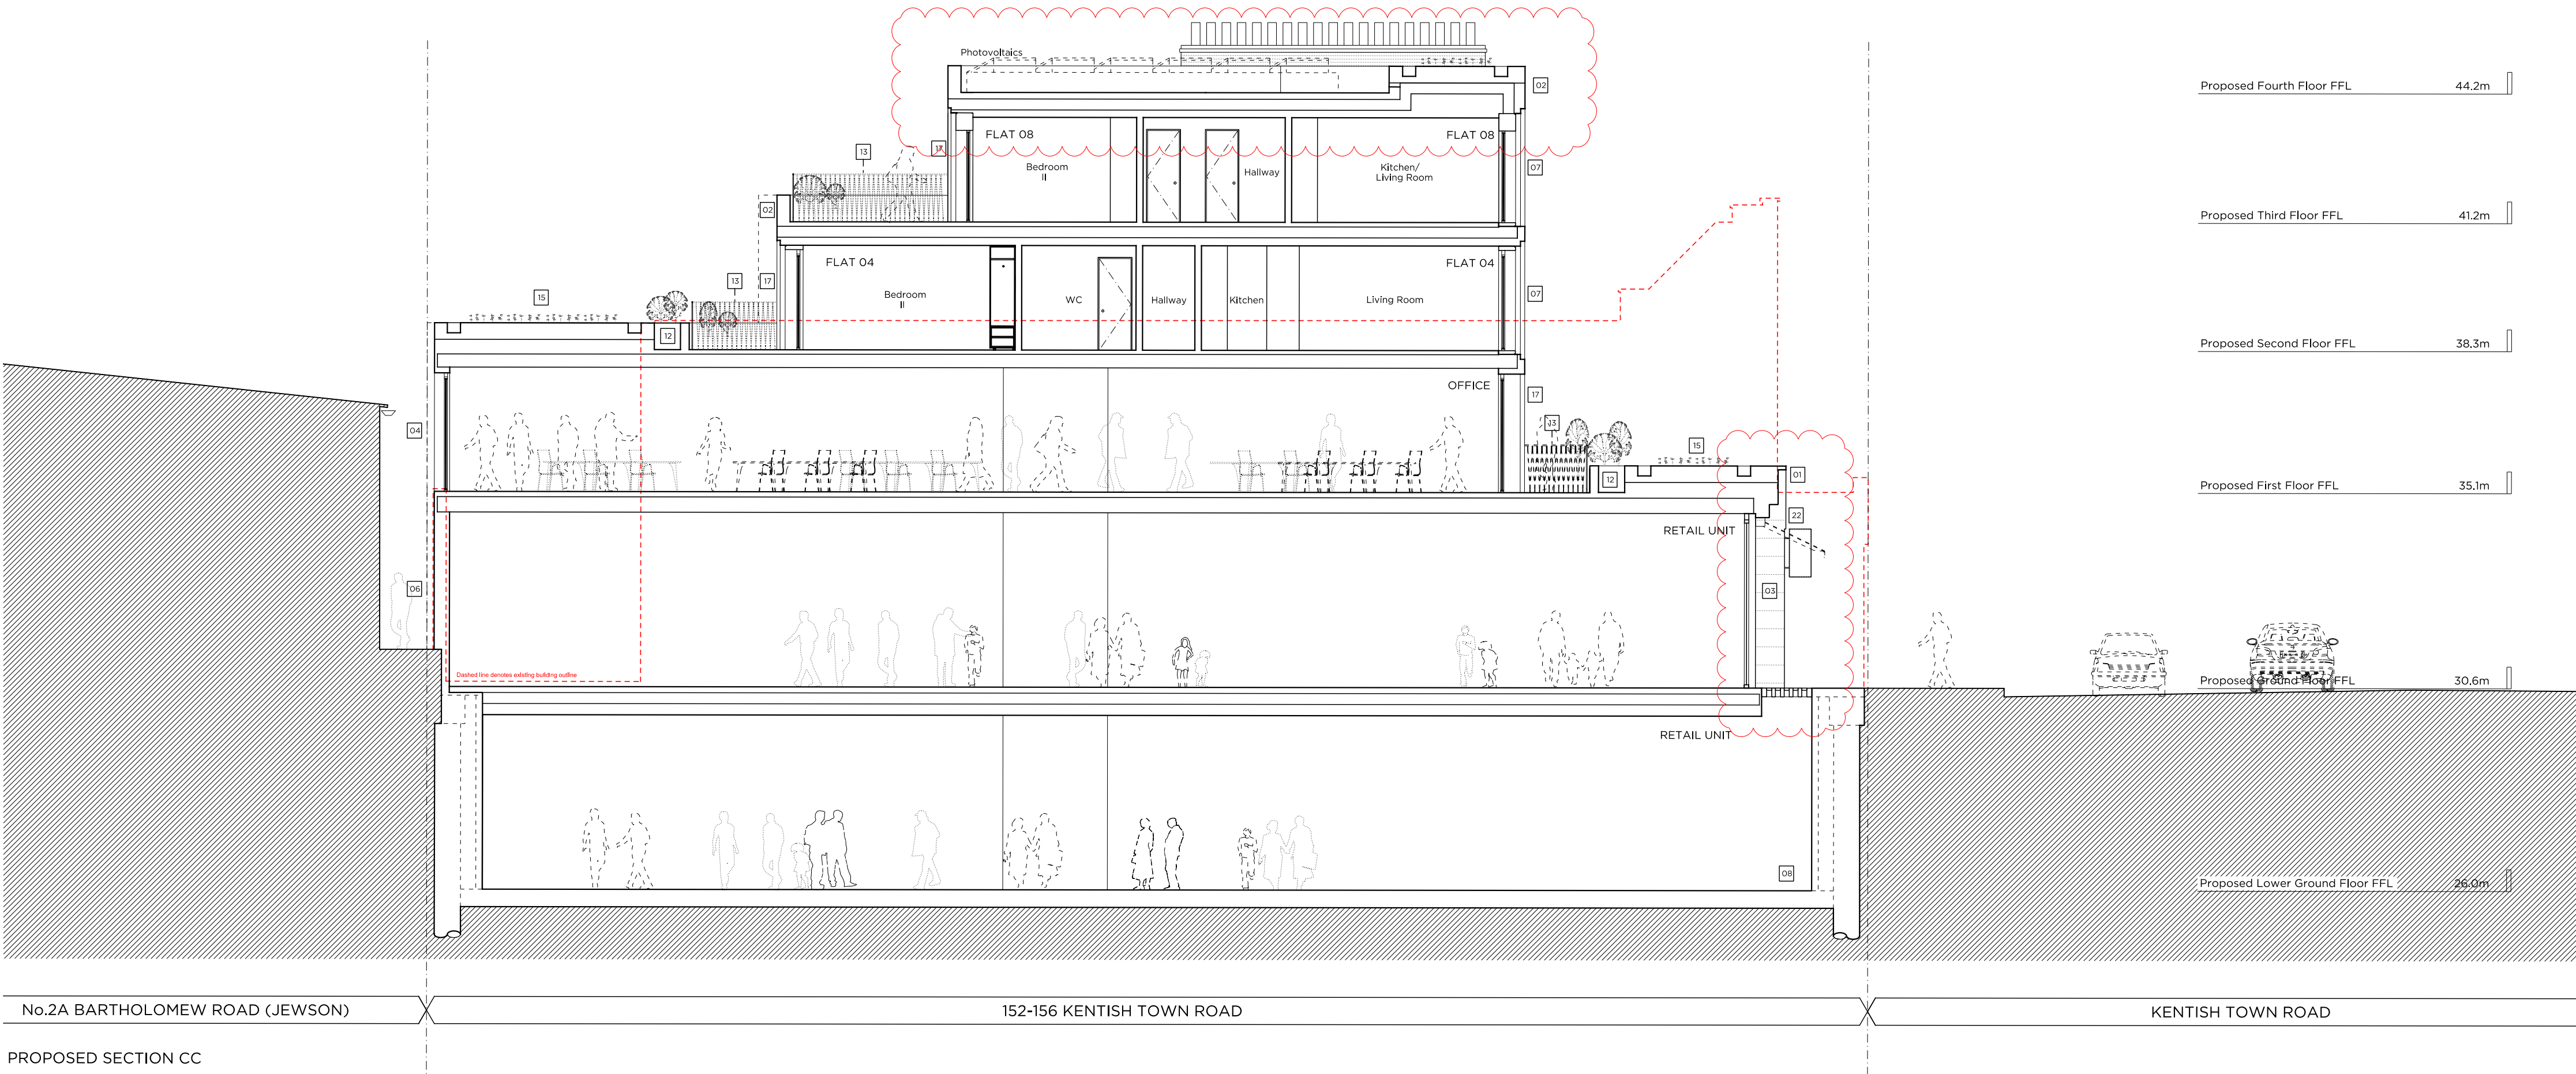 Photovoltaics
02
Proposed Fourth Floor FFL 44.2m
FLAT 08
FLAT 08
13
17
Bedroom
II
Hallway
Kitchen/
Living Room
07
02
Proposed Third Floor FFL 41.2m
FLAT 04
FLAT 04
13
17
15
Bedroom
II
WC
Hallway
Kitchen
Living Room
07
12
Proposed Second Floor FFL 38.3m
OFFICE
17
04
13
15
12
01
Proposed First Floor FFL 35.1m
22
RETAIL UNIT
06
03
Dashed line denotes existing building outline
Proposed Ground Floor FFL 30.6m
RETAIL UNIT
08
Proposed Lower Ground Floor FFL 26.0m
No.2A BARTHOLOMEW ROAD (JEWSON)
152-156 KENTISH TOWN ROAD
KENTISH TOWN ROAD
PROPOSED SECTION CC